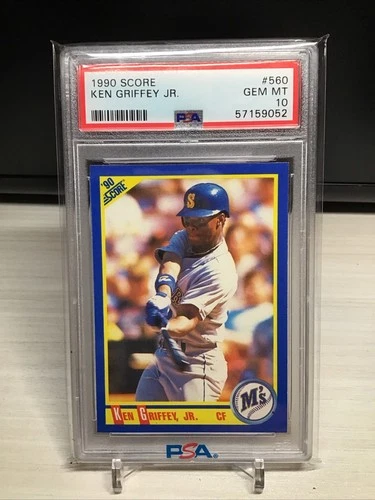 1990 SCORE #560
KEN GRIFFEY JR. GEM MT
10
PSA 57159052
'90
SCORE
S
M's
KEN GRIFFEY, JR. CF
PSA